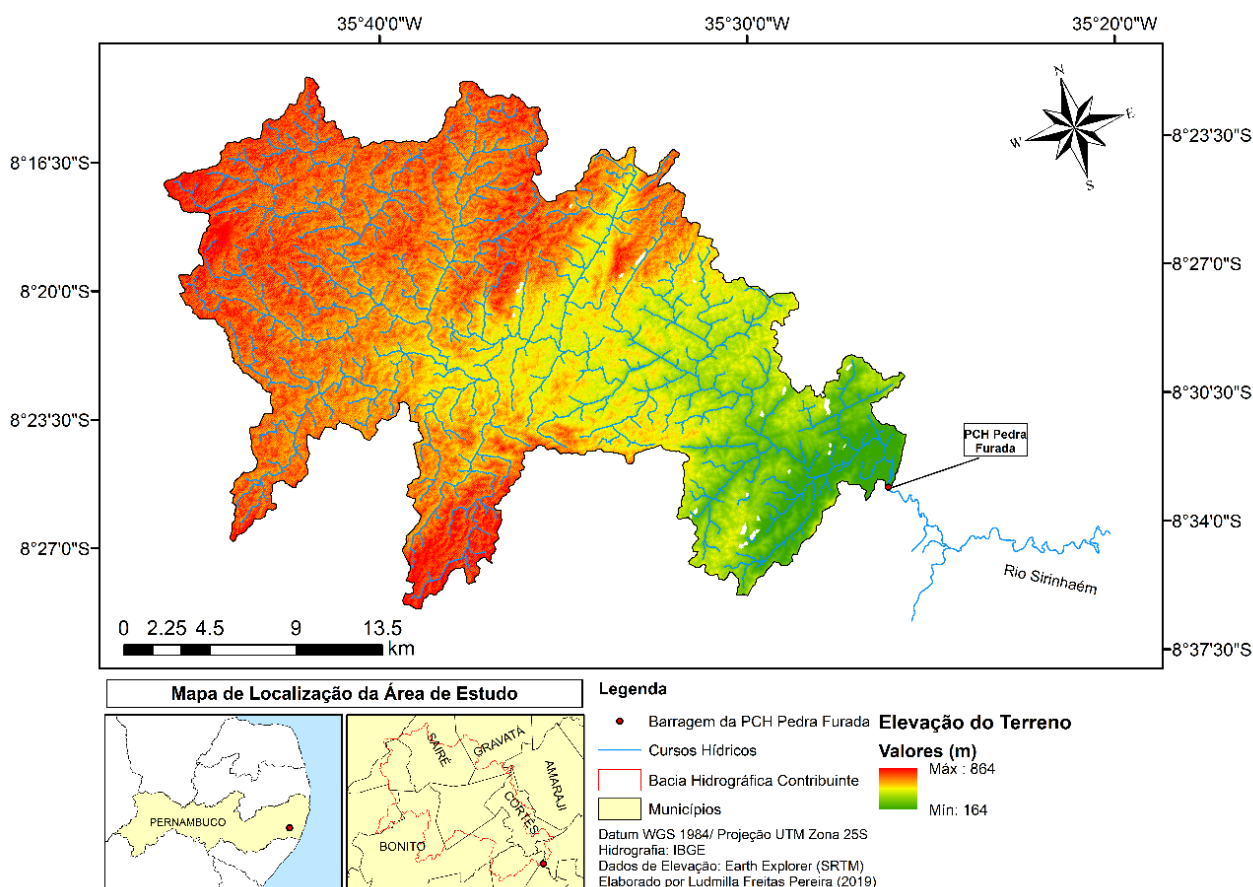 35°40'0"W 35°30'0"W 35°20'0"W
N
E
W
S
8°16'30"S
8°20'0"S
8°23'30"S
8°27'0"S
8°23'30"S
8°27'0"S
8°30'30"S
8°34'0"S
8°37'30"S
PCH Pedra
Furada
Rio Sirinhaém
0 2.25 4.5 9 13.5
km
Mapa de Localização da Área de Estudo
PERNAMBUCO
SAIRÉ
GRAVATÁ
AMARAJI
CORTÊS
BONITO
Legenda
Barragem da PCH Pedra Furada
Cursos Hídricos
Bacia Hidrográfica Contribuinte
Municípios
Elevação do Terreno
Valores (m)
Máx : 864
Mín: 164
Datum WGS 1984/ Projeção UTM Zona 25S
Hidrografia: IBGE
Dados de Elevação: Earth Explorer (SRTM)
Elaborado por Ludmilla Freitas Pereira (2019)